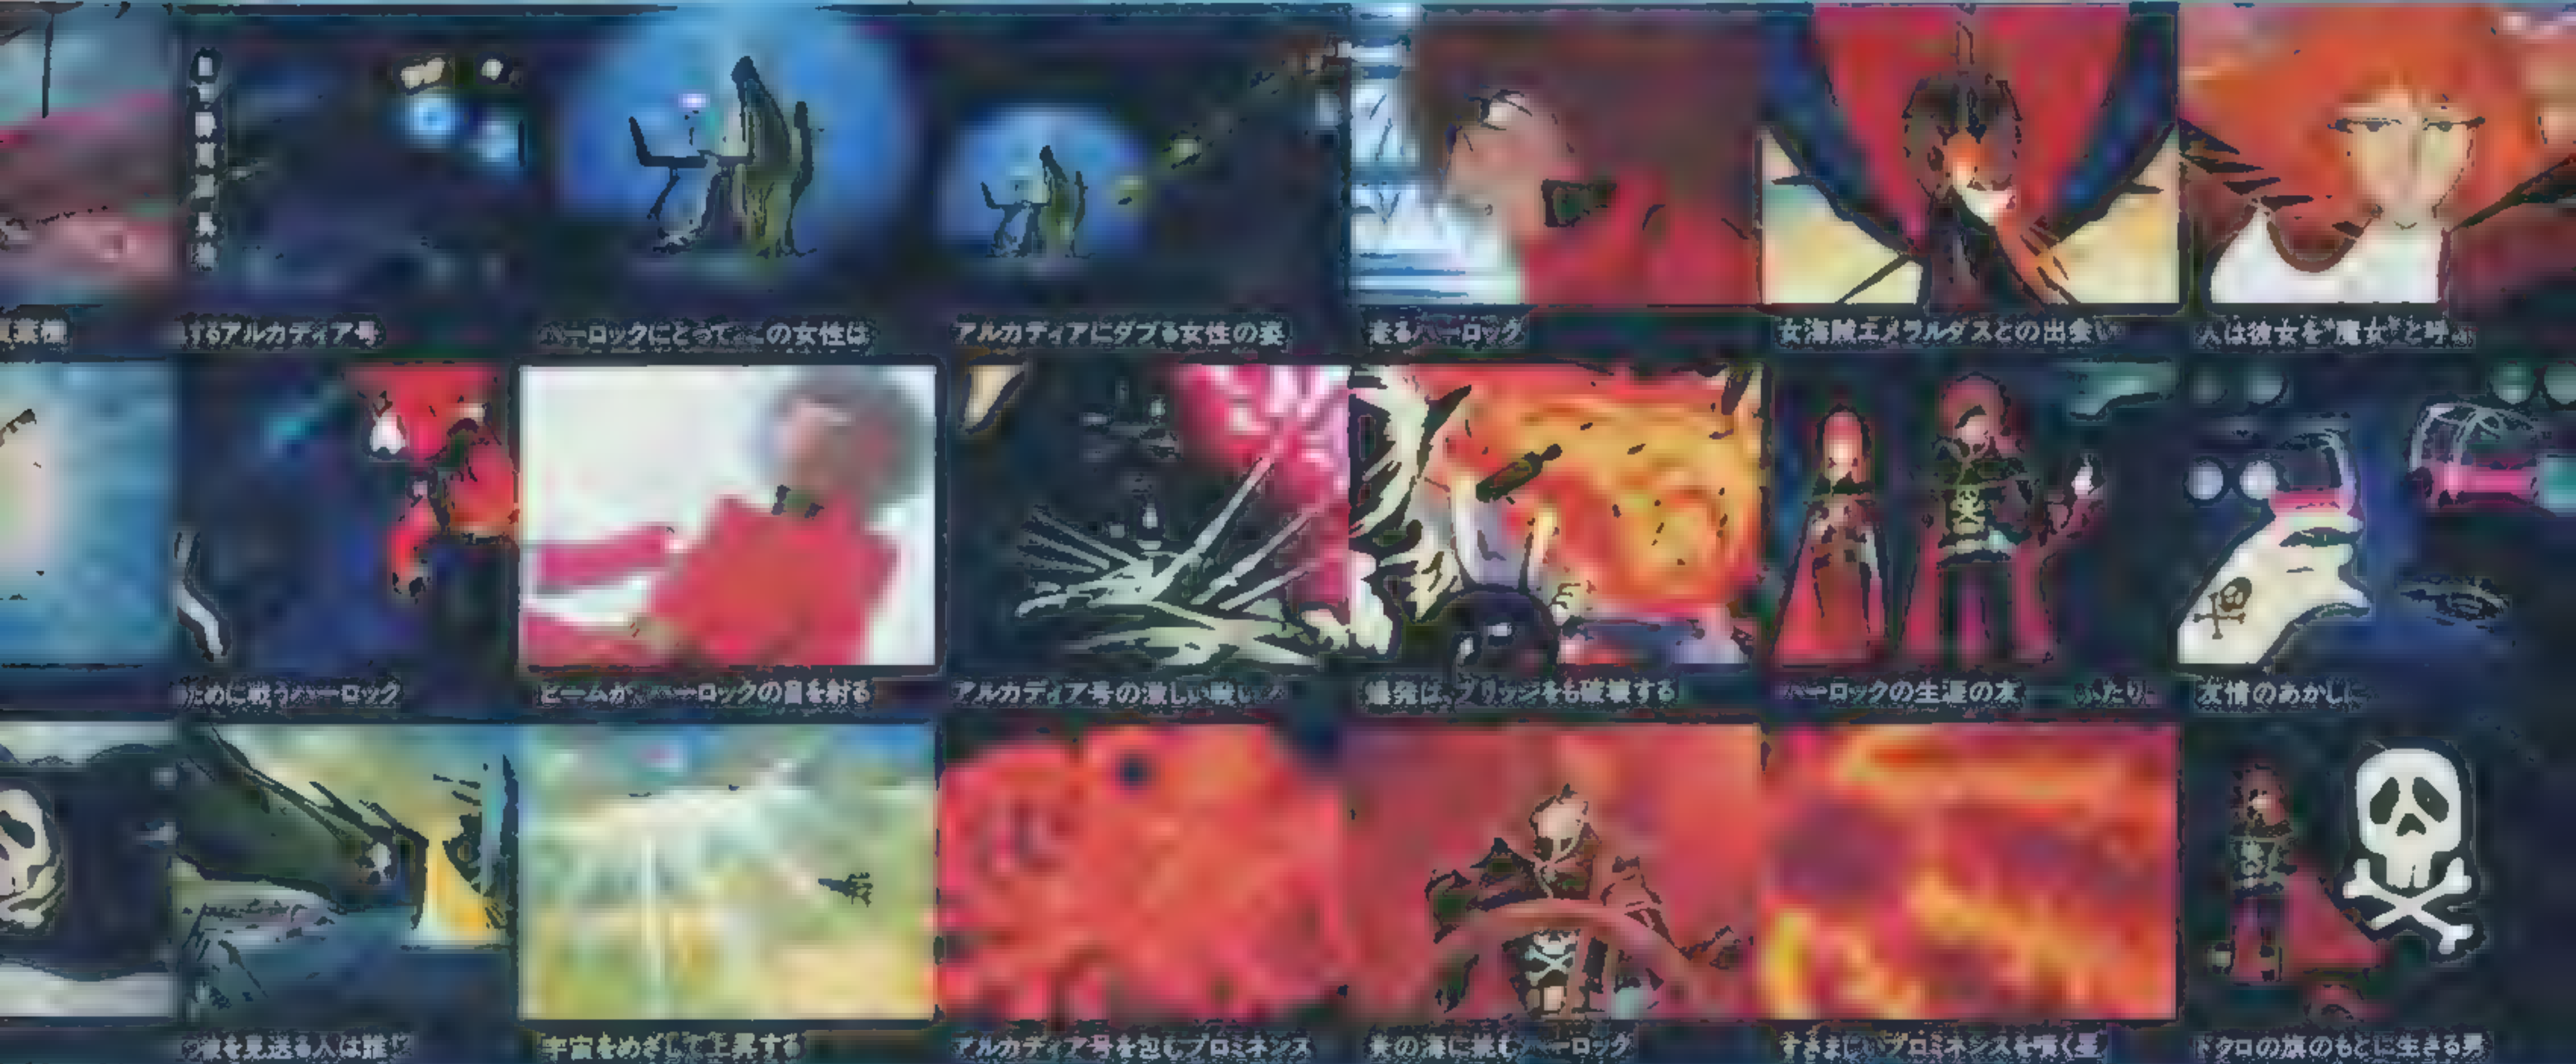 するアルカディア号
ハーロックにとって この女性は
アルカディアにダブる女性の姿
走るハーロック
女海賊エメラルダスとの出会い
人は彼女を"魔女"と呼ぶ
ために戦うハーロック
ビームが ハーロックの目を射る
アルカディア号の激しい戦い
爆発は、ブリッジをも破壊する
ハーロックの生涯の友 ふたり
友情のあかしに
彼を見送る人は誰!?
宇宙をめざして上昇する
アルカディア号を包むプロミネンス
炎の海に挑む ハーロック
すさまじいプロミネンスを噴く星
ドクロの旗のもとに生きる男